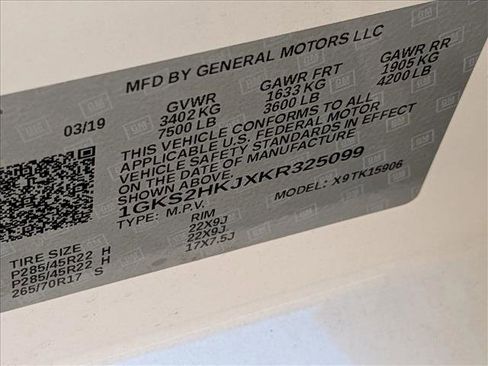 MFD BY GENERAL MOTORS LLC
03/19 GVWR GAWR FRT GAWR RR
3402 KG 1633 KG 1905 KG
7500 LB 3600 LB 4200 LB
THIS VEHICLE CONFORMS TO ALL
APPLICABLE U.S. FEDERAL MOTOR
VEHICLE SAFETY STANDARDS IN EFFECT
ON THE DATE OF MANUFACTURE
SHOWN ABOVE.
1GKS2HKJXKR325099
TYPE: M.P.V. MODEL: X9TK15906
TIRE SIZE RIM
P285/45R22 H 22X9J
P285/45R22 H 22X9J
265/70R17 S 17X7.5J